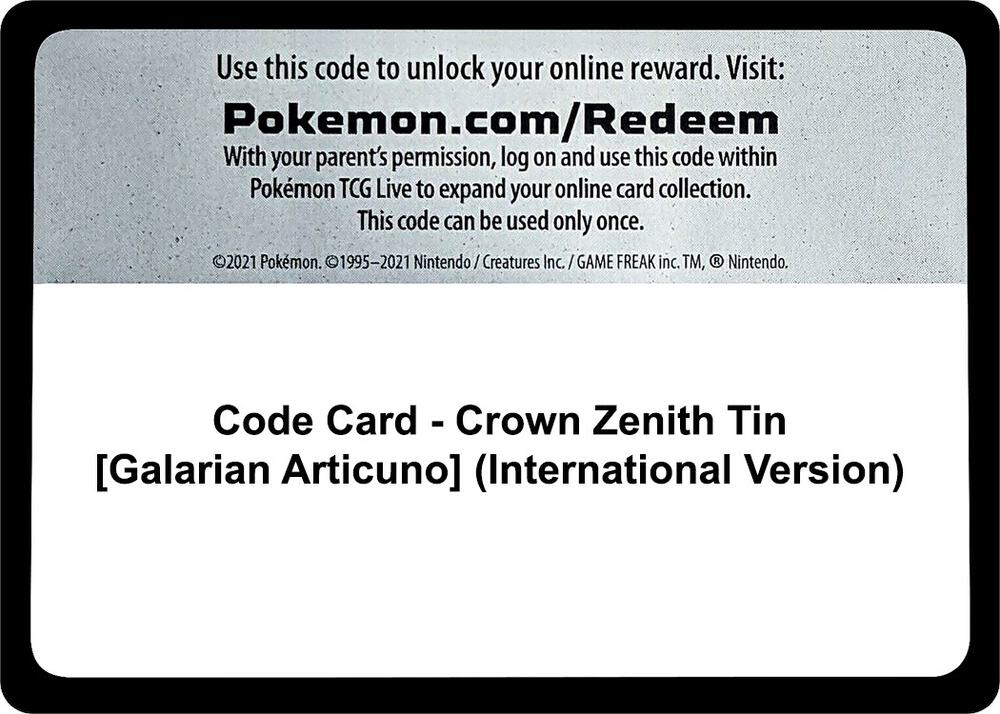 Use this code to unlock your online reward. Visit:
Pokemon.com/Redeem
With your parent's permission, log on and use this code within
Pokémon TCG Live to expand your online card collection.
This code can be used only once.
©2021 Pokémon. ©1995–2021 Nintendo / Creatures Inc. / GAME FREAK inc. TM, ® Nintendo.
Code Card - Crown Zenith Tin
[Galarian Articuno] (International Version)